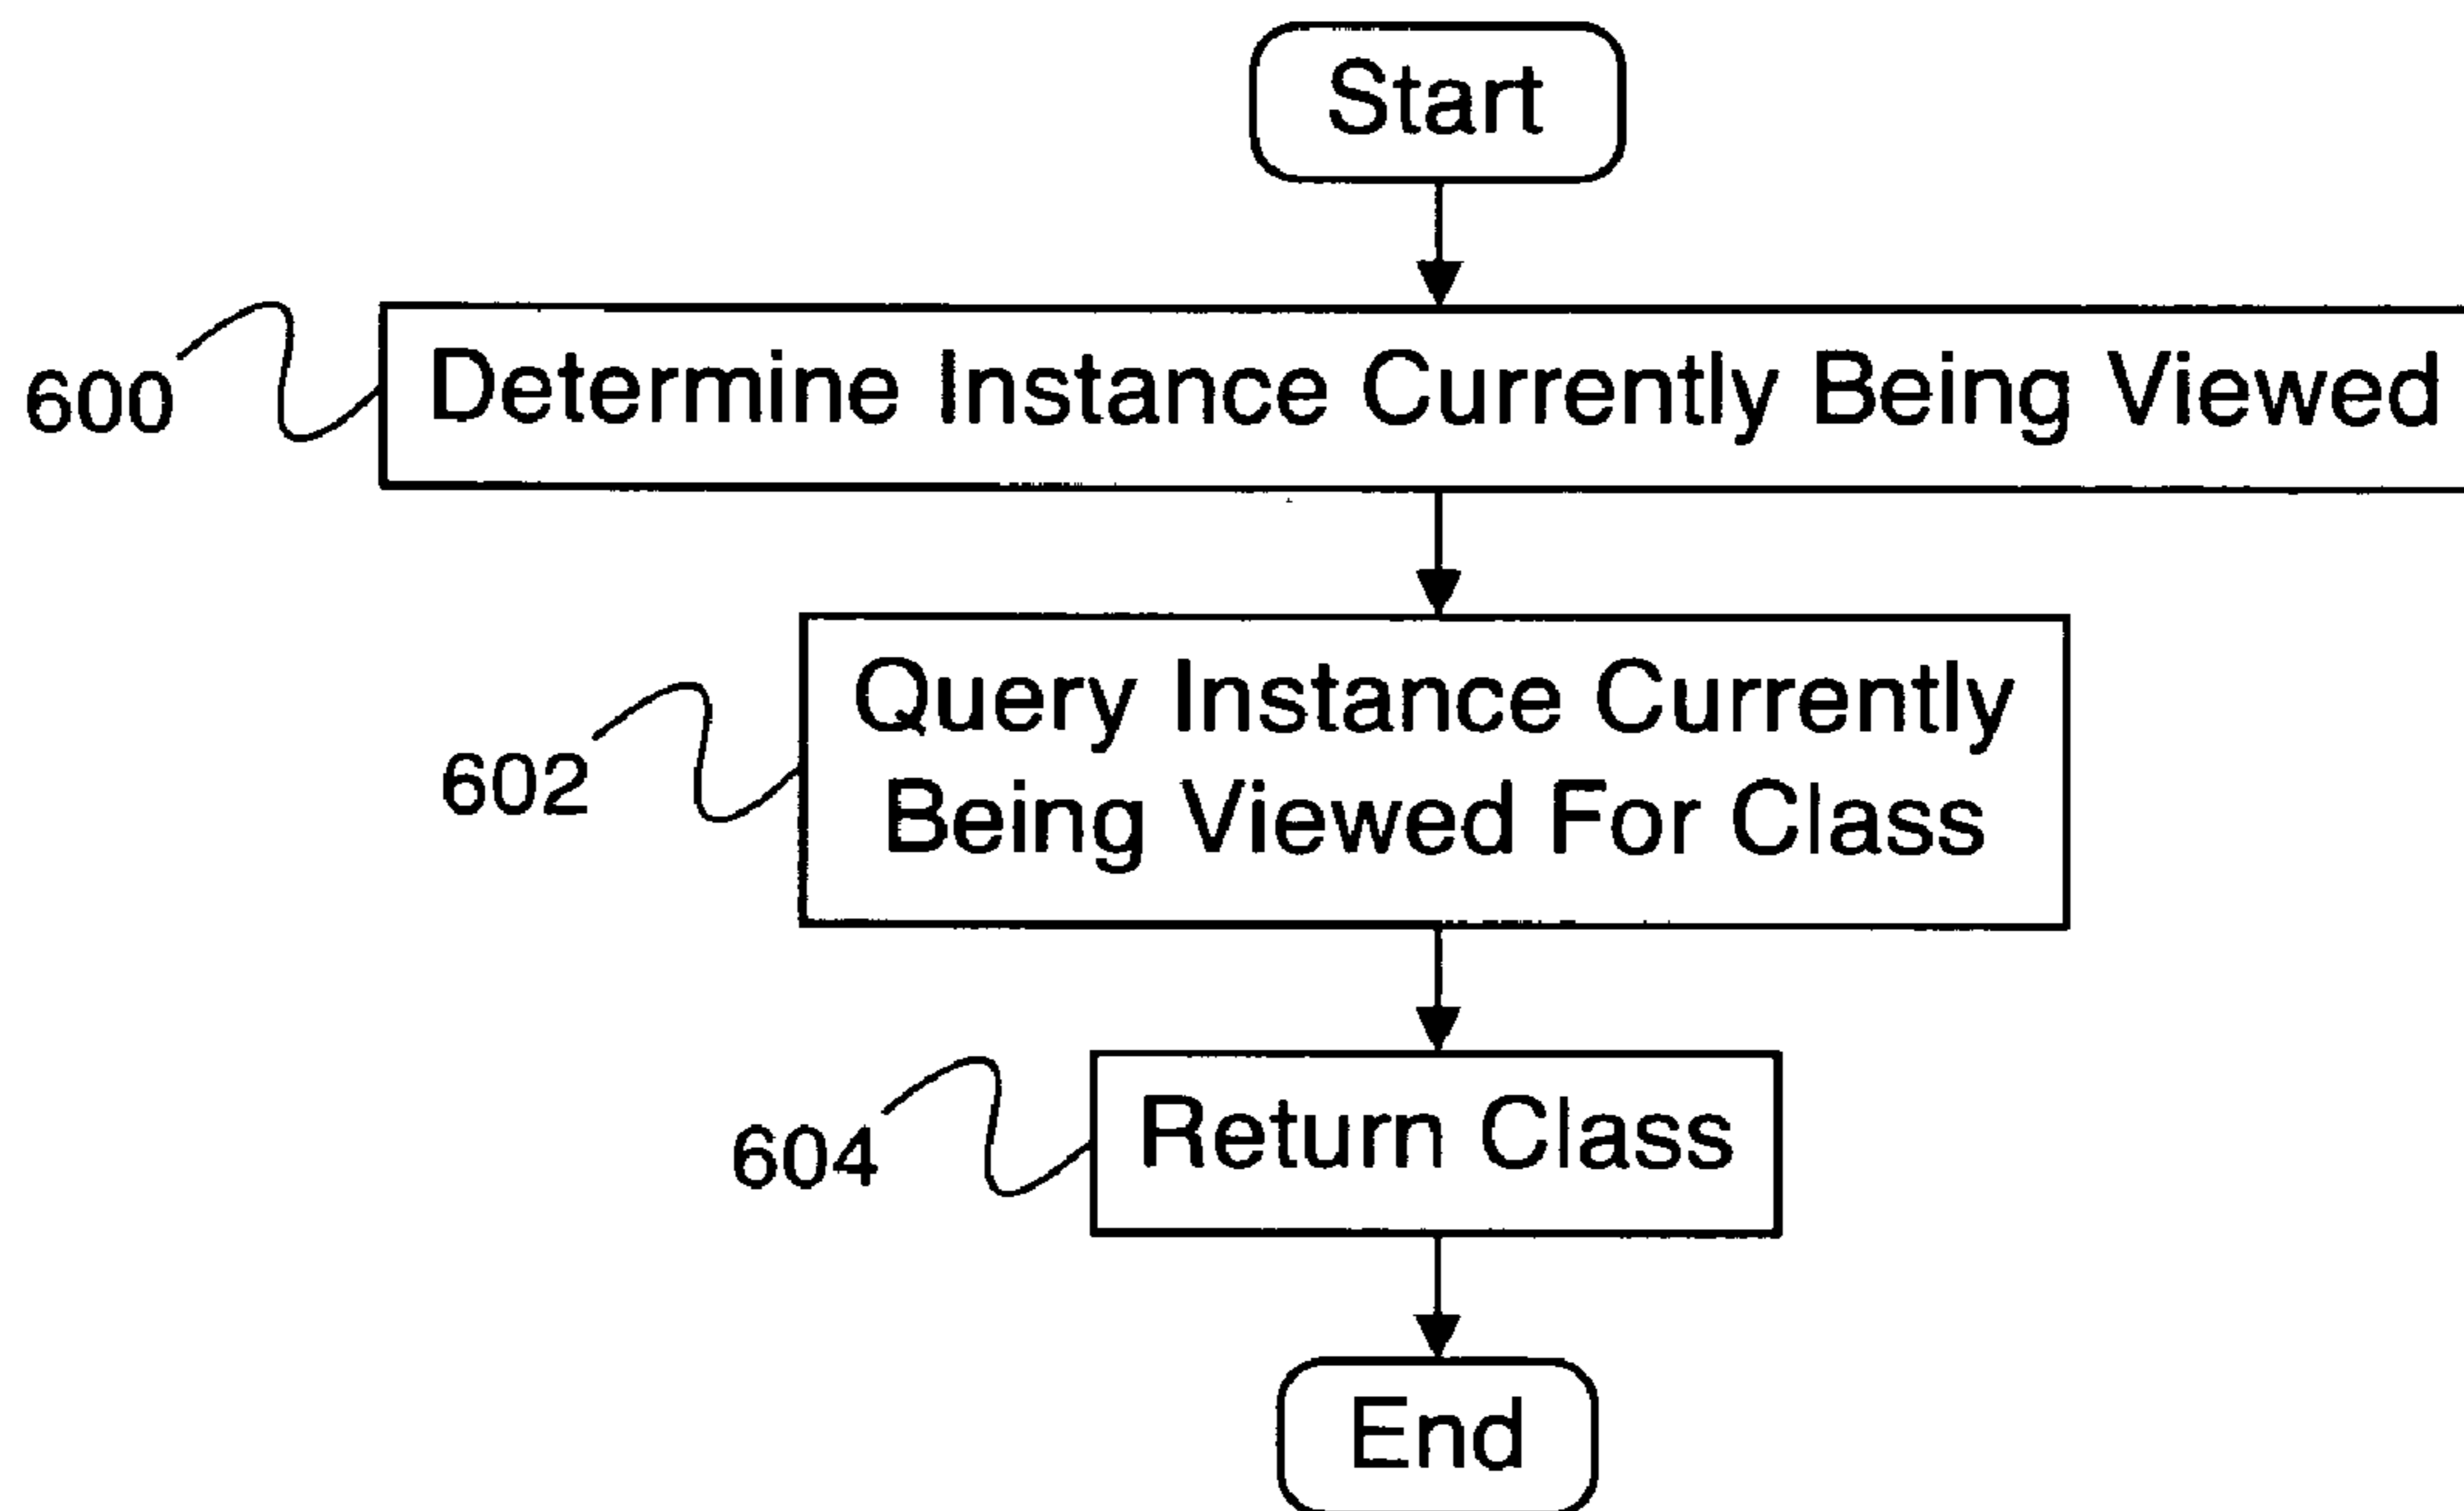 Start
600
Determine Instance Currently Being Viewed
602
Query Instance Currently
Being Viewed For Class
604
Return Class
End